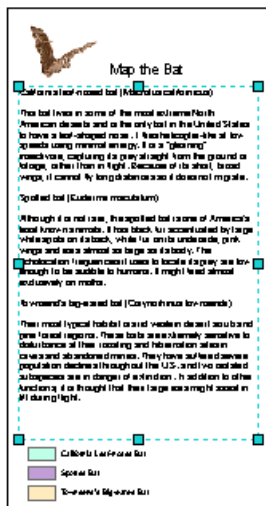 Map the Bat
California leaf-nosed bat (Macrotus californicus)
This bat lives in some of the most extreme North
American deserts and is the only bat in the United States
to have a leaf-shaped nose. It flies helicopter-like at low
speeds using minimal energy. It is a "gleaning"
insectivore, capturing its prey straight from the ground or
foliage, rather than in flight. Because of its short, broad
wings, it cannot fly long distances and does not migrate.
Spotted bat (Euderma maculatum)
Although it is not rare, the spotted bat is one of America's
least known mammals. It has black fur accentuated by large
white spots on its back, white fur on its underside, pink
wings and ears almost as large as its body. The
echolocation frequencies it uses to locate its prey are low
enough to be audible to humans. It might feed almost
exclusively on moths.
Townsend's big-eared bat (Corynorhinus townsendii)
Their most typical habitat is arid western desert scrub and
pine forest regions. These bats are extremely sensitive to
disturbance at their roosting and hibernation sites in
caves and abandoned mines. They have suffered severe
population declines throughout the U.S. and two isolated
subspecies are in danger of extinction. In addition to other
functions, it is thought that their large ears might assist in
lift during flight.
California Leaf-nosed Bat
Spotted Bat
Townsend's Big-eared Bat